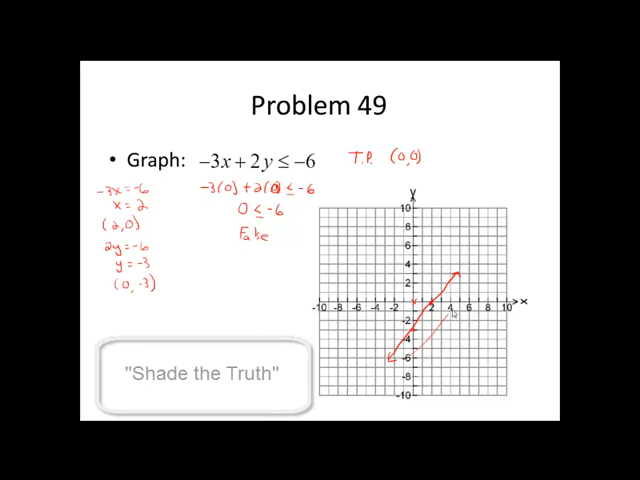 Problem 49
• Graph: −3x + 2y ≤ −6
T.P. (0,0)
-3x = -6
x = 2
(2,0)
2y = -6
y = -3
(0,-3)
-3(0) + 2(0) ≤ -6
0 ≤ -6
False
"Shade the Truth"
y
10
8
6
4
2
-10 -8 -6 -4 -2 2 4 6 8 10 x
-2
-4
-6
-8
-10